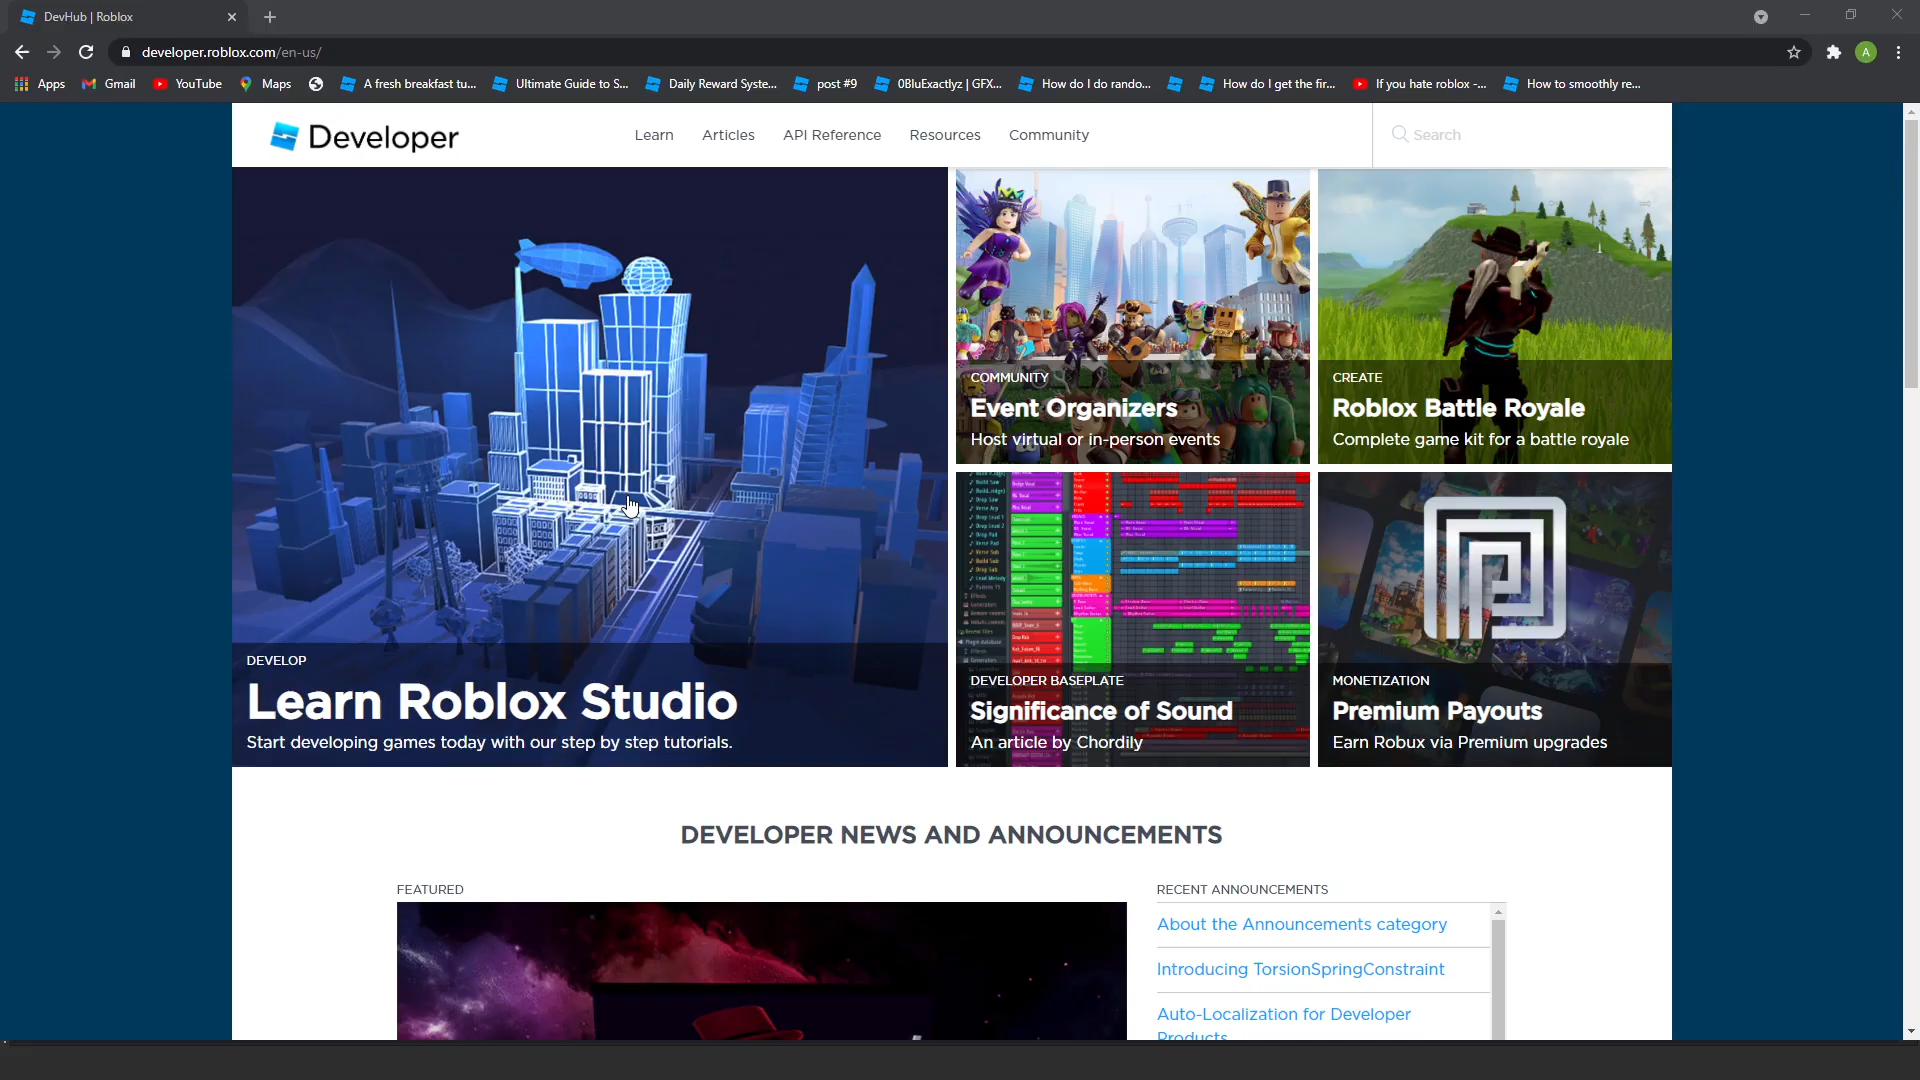 DevHub | Roblox
developer.roblox.com/en-us/
A
Apps
Gmail
YouTube
Maps
A fresh breakfast tu...
Ultimate Guide to S...
Daily Reward Syste...
post #9
0BluExactlyz | GFX...
How do I do rando...
How do I get the fir...
If you hate roblox -...
How to smoothly re...
Developer
Learn
Articles
API Reference
Resources
Community
Search
DEVELOP
Learn Roblox Studio
Start developing games today with our step by step tutorials.
COMMUNITY
Event Organizers
Host virtual or in-person events
CREATE
Roblox Battle Royale
Complete game kit for a battle royale
DEVELOPER BASEPLATE
Significance of Sound
An article by Chordily
MONETIZATION
Premium Payouts
Earn Robux via Premium upgrades
DEVELOPER NEWS AND ANNOUNCEMENTS
FEATURED
RECENT ANNOUNCEMENTS
About the Announcements category
Introducing TorsionSpringConstraint
Auto-Localization for Developer
Products